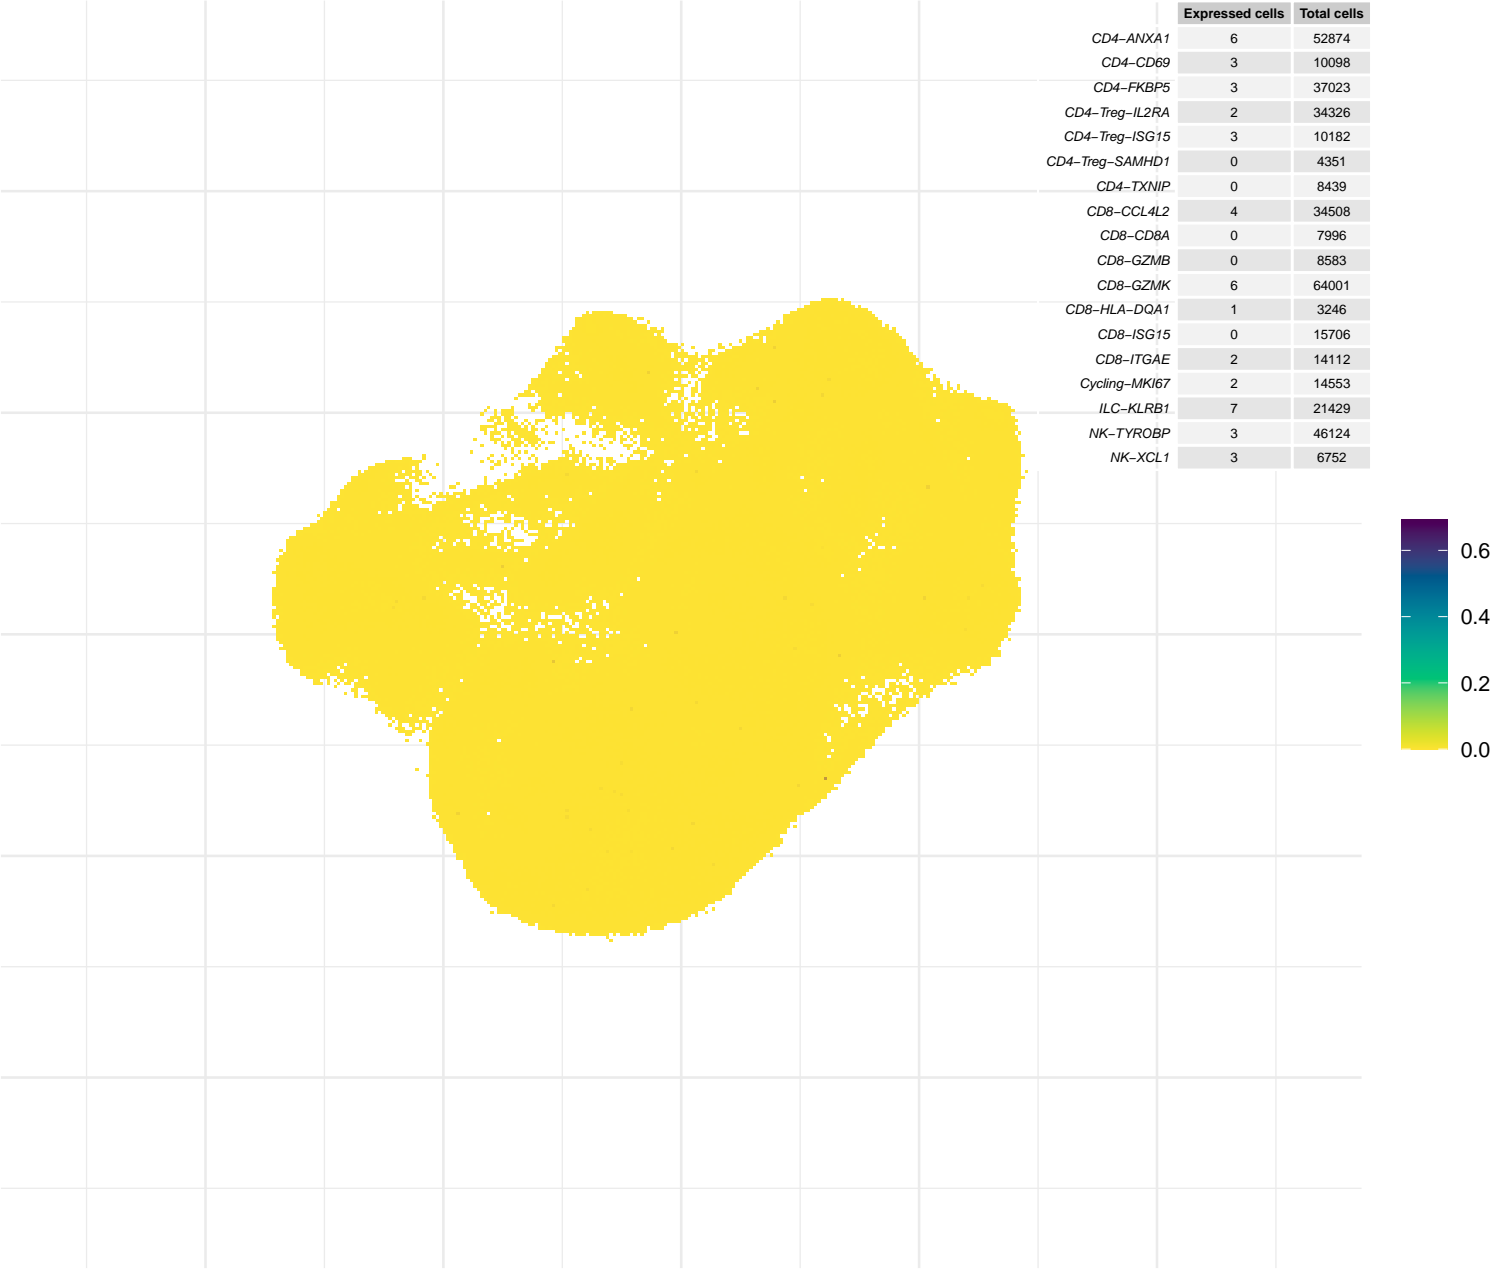 Expressed cells Total cells
CD4−ANXA1 6 52874
CD4−CD69 3 10098
CD4−FKBP5 3 37023
CD4−Treg−IL2RA 2 34326
CD4−Treg−ISG15 3 10182
CD4−Treg−SAMHD1 0 4351
CD4−TXNIP 0 8439
CD8−CCL4L2 4 34508
CD8−CD8A 0 7996
CD8−GZMB 0 8583
CD8−GZMK 6 64001
CD8−HLA−DQA1 1 3246
CD8−ISG15 0 15706
CD8−ITGAE 2 14112
Cycling−MKI67 2 14553
ILC−KLRB1 7 21429
NK−TYROBP 3 46124
NK−XCL1 3 6752
0.6
0.4
0.2
0.0